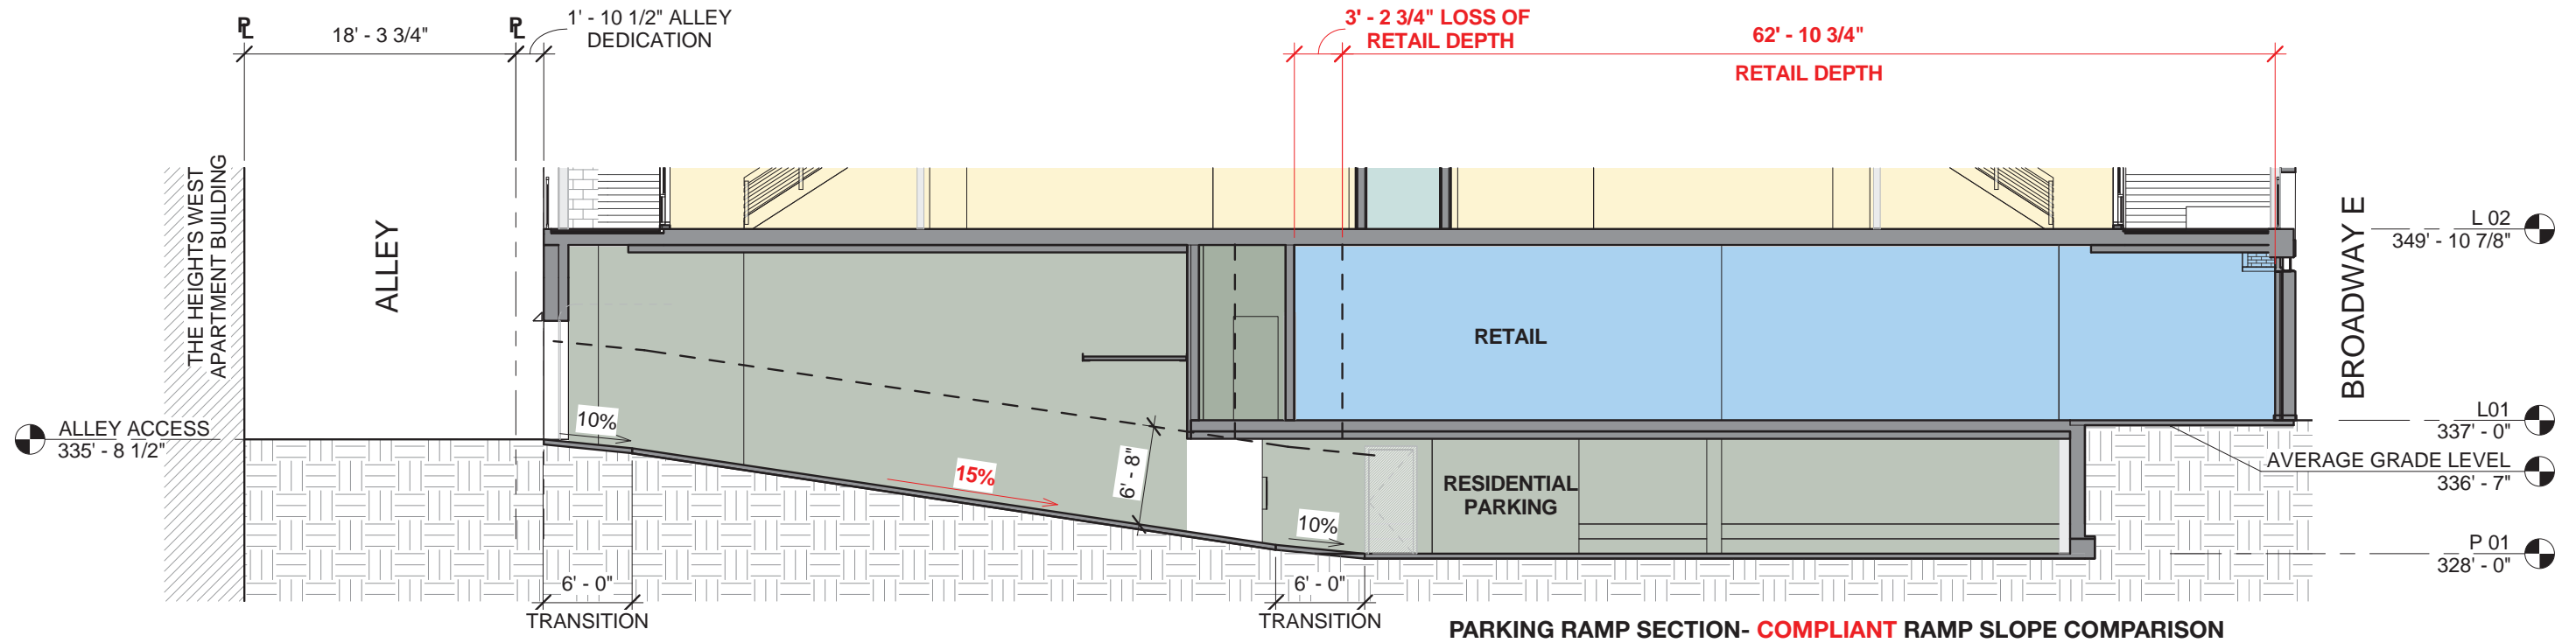 PL
18' - 3 3/4"
PL
1' - 10 1/2" ALLEY
DEDICATION
3' - 2 3/4" LOSS OF
RETAIL DEPTH
62' - 10 3/4"
RETAIL DEPTH
THE HEIGHTS WEST
APARTMENT BUILDING
ALLEY
BROADWAY E
L 02
349' - 10 7/8"
RETAIL
ALLEY ACCESS
335' - 8 1/2"
10%
15%
6' - 8"
10%
RESIDENTIAL
PARKING
L01
337' - 0"
AVERAGE GRADE LEVEL
336' - 7"
P 01
328' - 0"
6' - 0"
TRANSITION
6' - 0"
TRANSITION
PARKING RAMP SECTION- COMPLIANT RAMP SLOPE COMPARISON